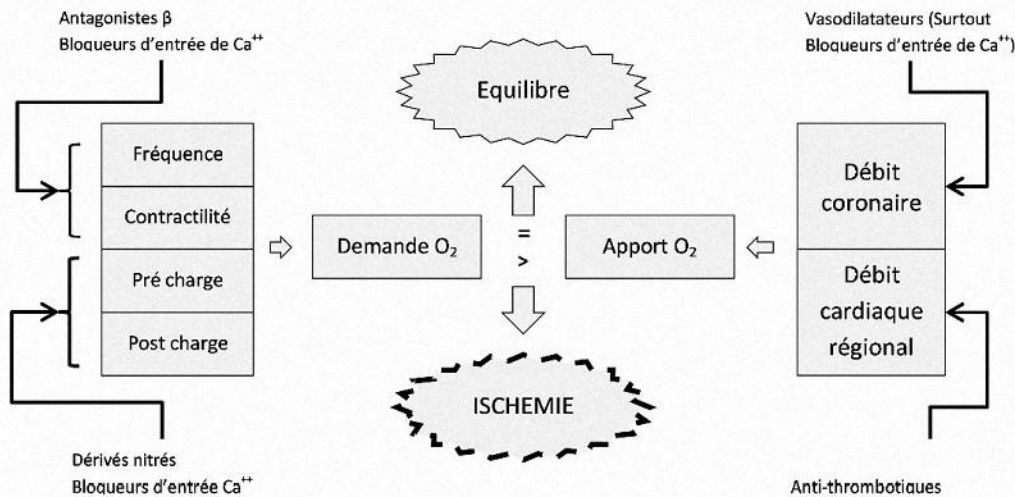 Antagonistes β
Bloqueurs d'entrée de Ca⁺⁺
Vasodilatateurs (Surtout
Bloqueurs d'entrée de Ca⁺⁺)
Equilibre
Fréquence
Contractilité
Pré charge
Post charge
Demande O₂
=
>
Apport O₂
Débit
coronaire
Débit
cardiaque
régional
ISCHEMIE
Dérivés nitrés
Bloqueurs d'entrée Ca⁺⁺
Anti-thrombotiques